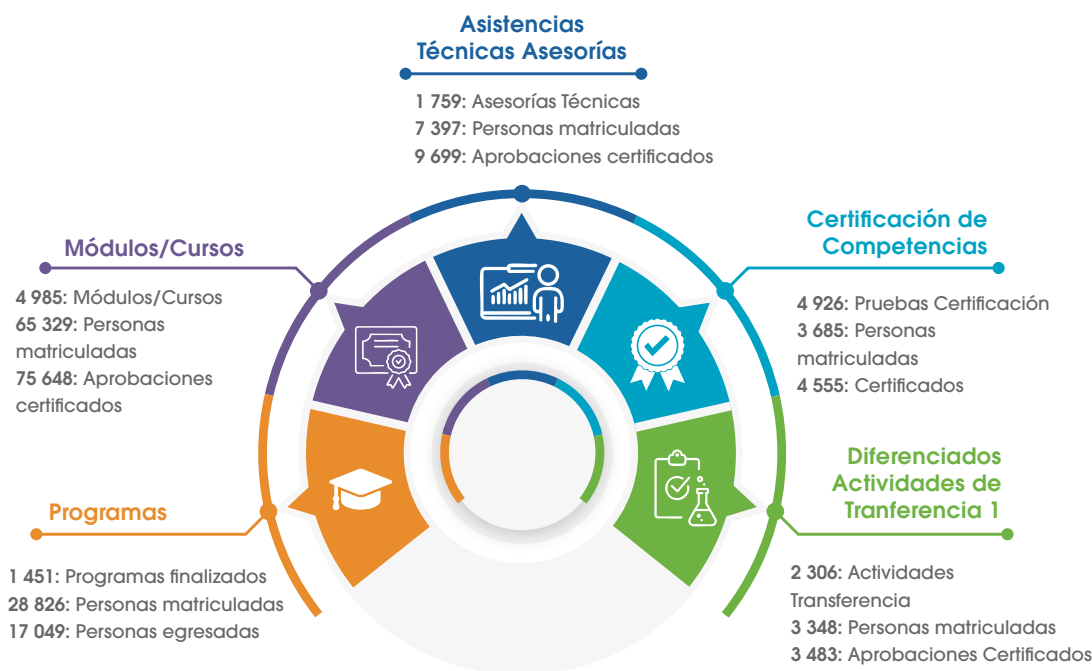 Asistencias
Técnicas Asesorías
1 759: Asesorías Técnicas
7 397: Personas matriculadas
9 699: Aprobaciones certificados
Módulos/Cursos
4 985: Módulos/Cursos
65 329: Personas
matriculadas
75 648: Aprobaciones
certificados
Certificación de
Competencias
4 926: Pruebas Certificación
3 685: Personas
matriculadas
4 555: Certificados
Programas
1 451: Programas finalizados
28 826: Personas matriculadas
17 049: Personas egresadas
Diferenciados
Actividades de
Tranferencia 1
2 306: Actividades
Transferencia
3 348: Personas matriculadas
3 483: Aprobaciones Certificados